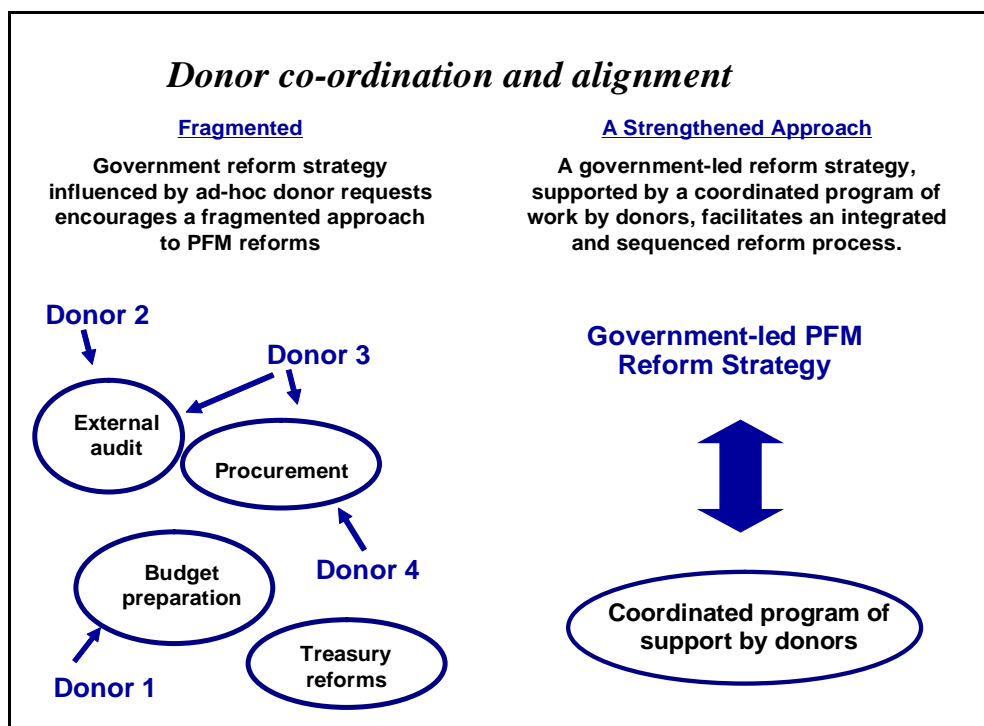 Donor co-ordination and alignment
Fragmented
Government reform strategy
influenced by ad-hoc donor requests
encourages a fragmented approach
to PFM reforms
Donor 2
Donor 3
External
audit
Procurement
Donor 4
Budget
preparation
Treasury
reforms
Donor 1
A Strengthened Approach
A government-led reform strategy,
supported by a coordinated program of
work by donors, facilitates an integrated
and sequenced reform process.
Government-led PFM
Reform Strategy
Coordinated program of
support by donors